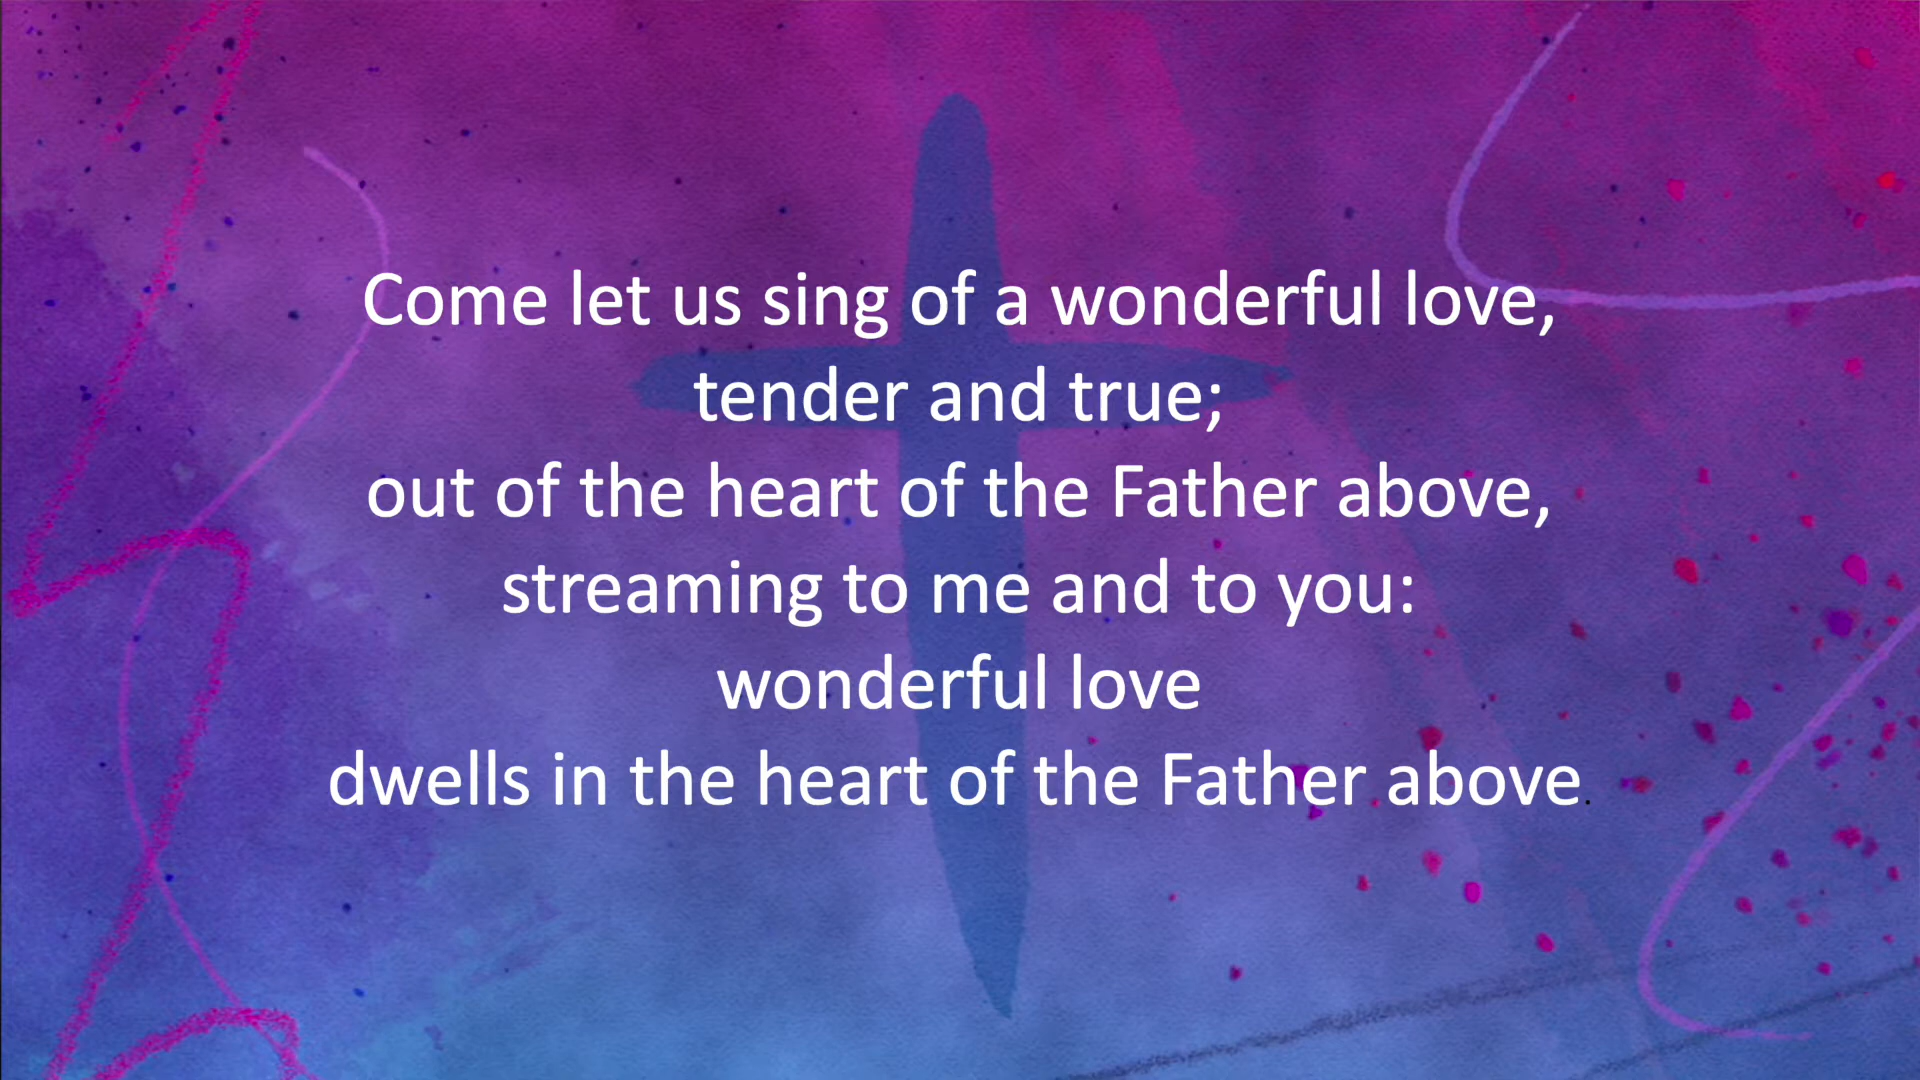 Come let us sing of a wonderful love,
tender and true;
out of the heart of the Father above,
streaming to me and to you:
wonderful love
dwells in the heart of the Father above.